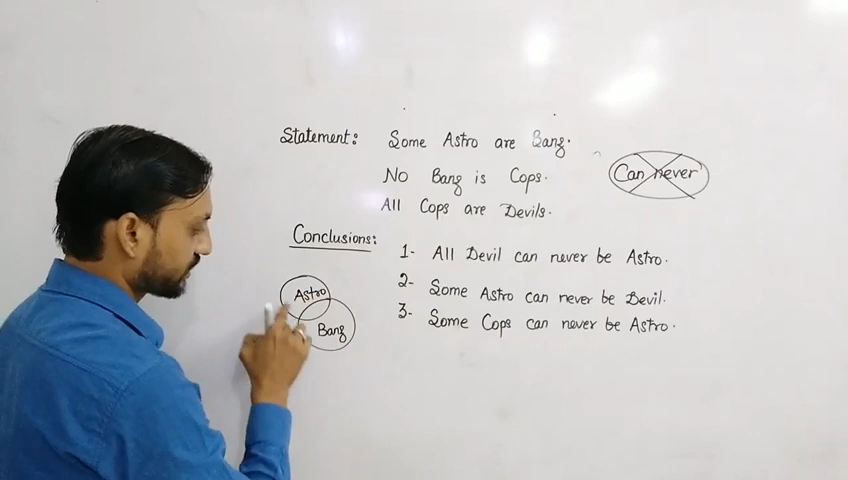 Statement: Some Astro are Bang.
No Bang is Cops.
All Cops are Devils.
Can never
Conclusions:
1- All Devil can never be Astro.
2- Some Astro can never be Devil.
3- Some Cops can never be Astro.
Astro
Bang